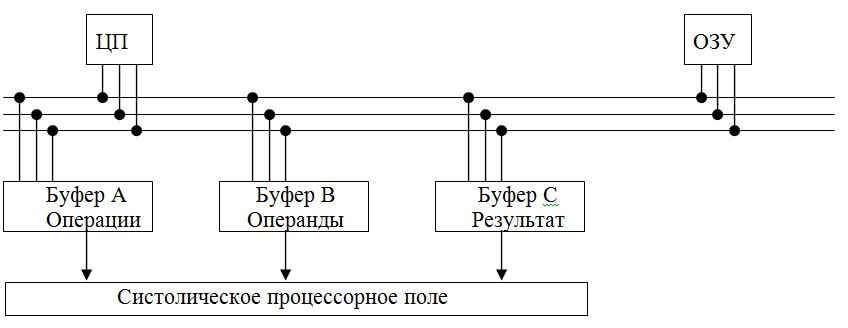 ЦП
ОЗУ
Буфер А
Операции
Буфер В
Операнды
Буфер С
Результат
Систолическое процессорное поле